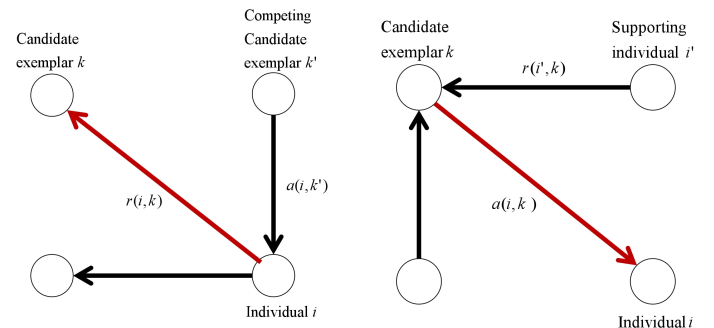 Candidate
exemplar k
Competing
Candidate
exemplar k'
r(i,k)
a(i,k')
Individual i
Candidate
exemplar k
Supporting
individual i'
r(i',k)
a(i,k )
Individual i